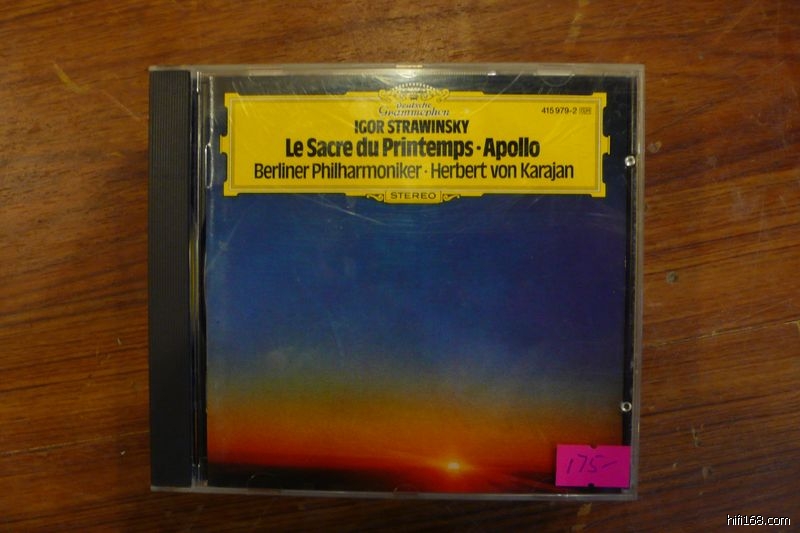 Deutsche
Grammophon
415 979-2 GH
IGOR STRAWINSKY
Le Sacre du Printemps · Apollo
Berliner Philharmoniker · Herbert von Karajan
STEREO
175-
hifi168.com